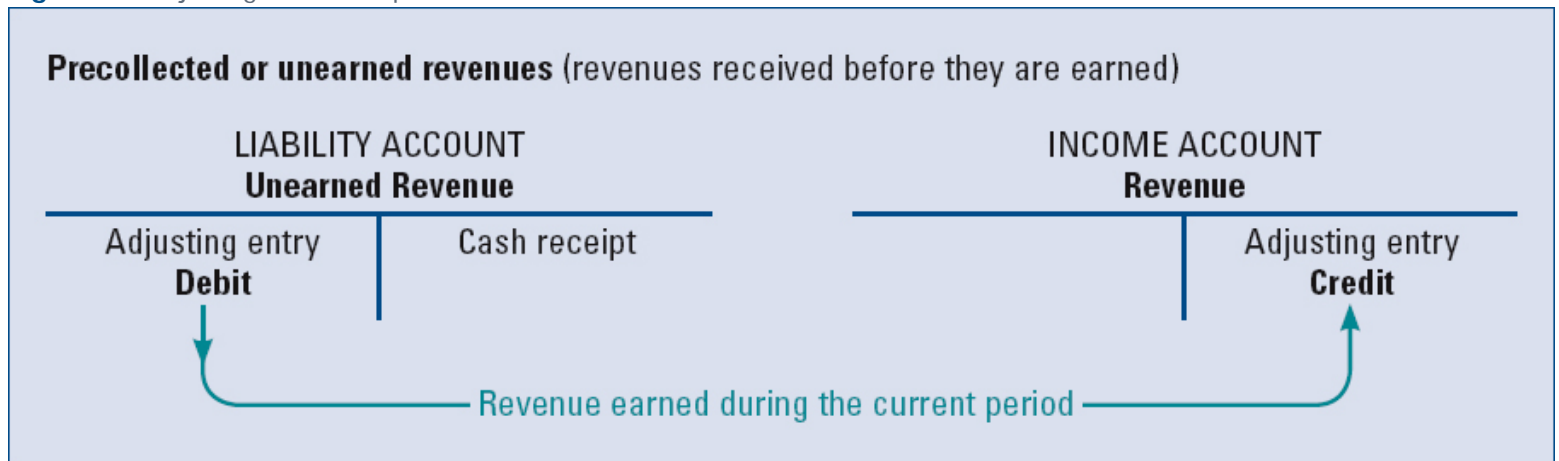 Precollected or unearned revenues (revenues received before they are earned)
LIABILITY ACCOUNT
Unearned Revenue
Adjusting entry
Debit
Cash receipt
INCOME ACCOUNT
Revenue
Adjusting entry
Credit
Revenue earned during the current period